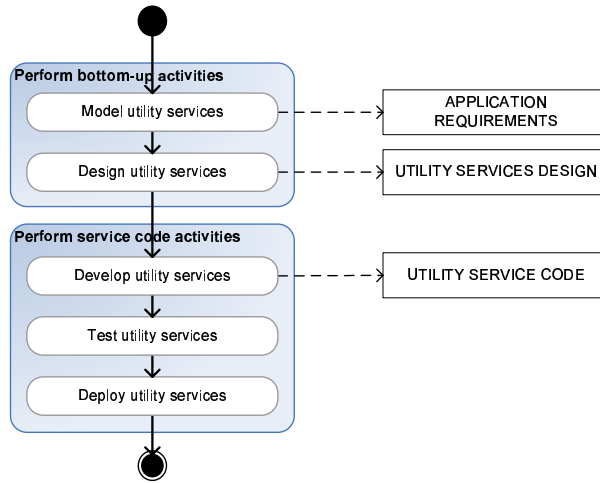 Perform bottom-up activities
Model utility services
APPLICATION
REQUIREMENTS
Design utility services
UTILITY SERVICES DESIGN
Perform service code activities
Develop utility services
UTILITY SERVICE CODE
Test utility services
Deploy utility services